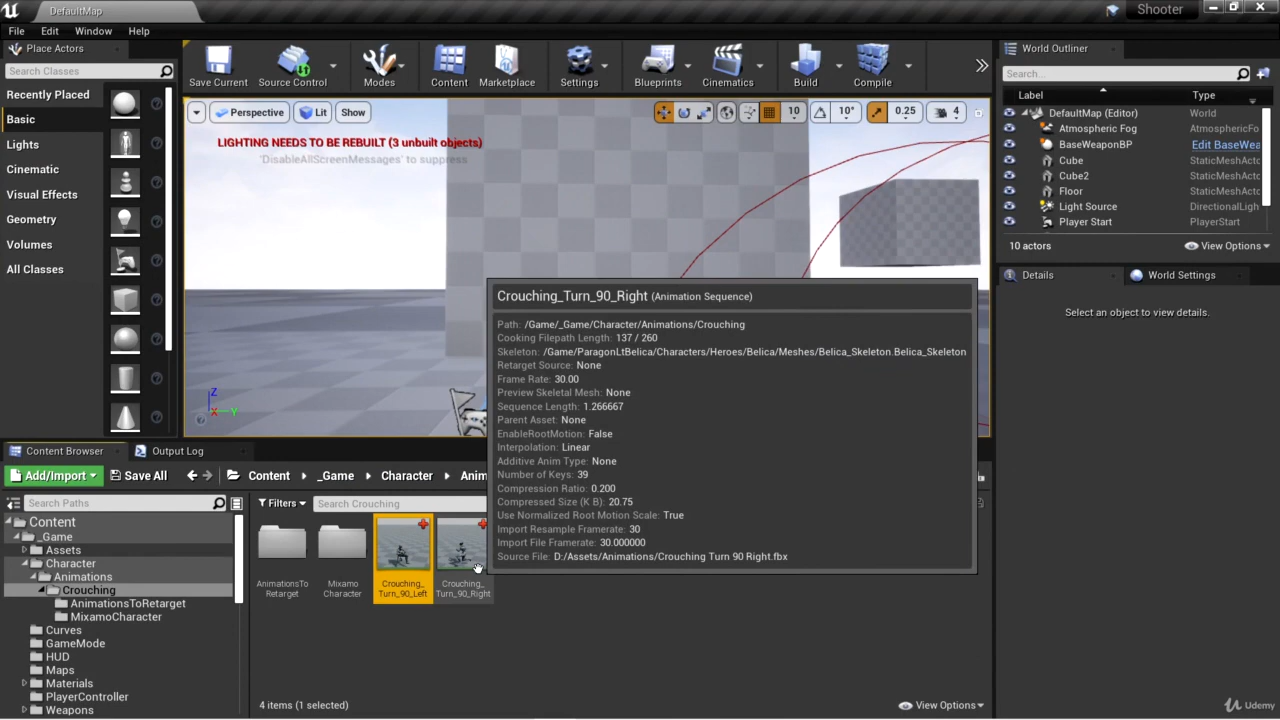 DefaultMap
Shooter
File Edit Window Help
Place Actors
Search Classes
Recently Placed
Basic
Lights
Cinematic
Visual Effects
Geometry
Volumes
All Classes
Save Current Source Control Modes Content Marketplace Settings Blueprints Cinematics Build Compile
Perspective Lit Show 10 10° 0.25 4
LIGHTING NEEDS TO BE REBUILT (3 unbuilt objects)
'DisableAllScreenMessages' to suppress
Z
X Y
World Outliner
Search...
Label Type
DefaultMap (Editor) World
Atmospheric Fog AtmosphericFo
BaseWeaponBP Edit BaseWea
Cube StaticMeshActo
Cube2 StaticMeshActo
Floor StaticMeshActo
Light Source DirectionalLigh
Player Start PlayerStart
10 actors View Options
Details World Settings
Select an object to view details.
Crouching_Turn_90_Right (Animation Sequence)
Path: /Game/_Game/Character/Animations/Crouching
Cooking Filepath Length: 137 / 260
Skeleton: /Game/ParagonLtBelica/Characters/Heroes/Belica/Meshes/Belica_Skeleton.Belica_Skeleton
Retarget Source: None
Frame Rate: 30.00
Preview Skeletal Mesh: None
Sequence Length: 1.266667
Parent Asset: None
EnableRootMotion: False
Interpolation: Linear
Additive Anim Type: None
Number of Keys: 39
Compression Ratio: 0.200
Compressed Size (K B): 20.75
Use Normalized Root Motion Scale: True
Import Resample Framerate: 30
Import File Framerate: 30.000000
Source File: D:/Assets/Animations/Crouching Turn 90 Right.fbx
Content Browser Output Log
Add/Import Save All Content _Game Character Anim
Search Paths
Filters Search Crouching
Content
_Game
Assets
Character
Animations
Crouching
AnimationsToRetarget
MixamoCharacter
Curves
GameMode
HUD
Maps
Materials
PlayerController
Weapons
AnimationsTo
Retarget
Mixamo
Character
Crouching_
Turn_90_Left
Crouching_
Turn_90_Right
4 items (1 selected) View Options
Udemy